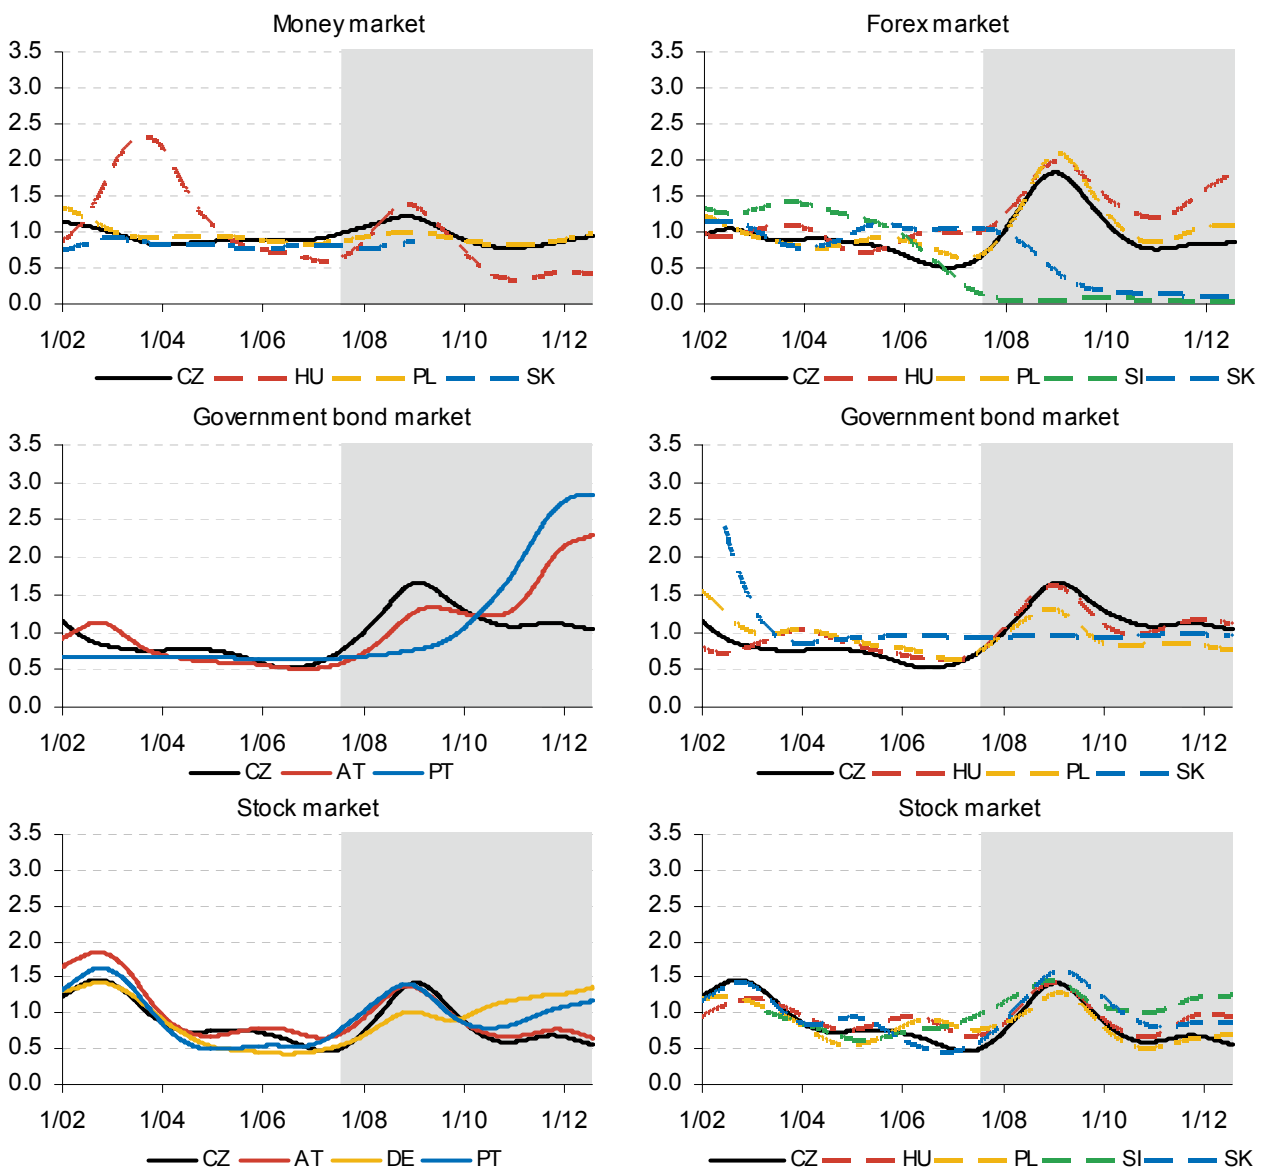 Money market
3.5
3.0
2.5
2.0
1.5
1.0
0.5
0.0
1/02 1/04 1/06 1/08 1/10 1/12
CZ HU PL SK
Forex market
3.5
3.0
2.5
2.0
1.5
1.0
0.5
0.0
1/02 1/04 1/06 1/08 1/10 1/12
CZ HU PL SI SK
Government bond market
3.5
3.0
2.5
2.0
1.5
1.0
0.5
0.0
1/02 1/04 1/06 1/08 1/10 1/12
CZ AT PT
Government bond market
3.5
3.0
2.5
2.0
1.5
1.0
0.5
0.0
1/02 1/04 1/06 1/08 1/10 1/12
CZ HU PL SK
Stock market
3.5
3.0
2.5
2.0
1.5
1.0
0.5
0.0
1/02 1/04 1/06 1/08 1/10 1/12
CZ AT DE PT
Stock market
3.5
3.0
2.5
2.0
1.5
1.0
0.5
0.0
1/02 1/04 1/06 1/08 1/10 1/12
CZ HU PL SI SK